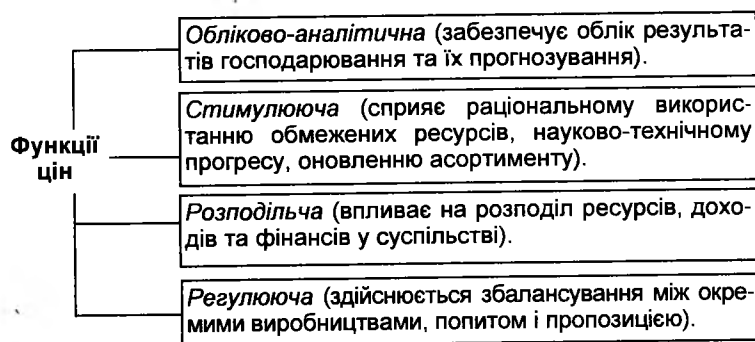 Обліково-аналітична (забезпечує облік результа-
тів господарювання та їх прогнозування).
Стимулююча (сприяє раціональному викорис-
танню обмежених ресурсів, науково-технічному
прогресу, оновленню асортименту).
Функції
цін
Розподільча (впливає на розподіл ресурсів, дохо-
дів та фінансів у суспільстві).
Регулююча (здійснюється збалансування між окре-
мими виробництвами, попитом і пропозицією).